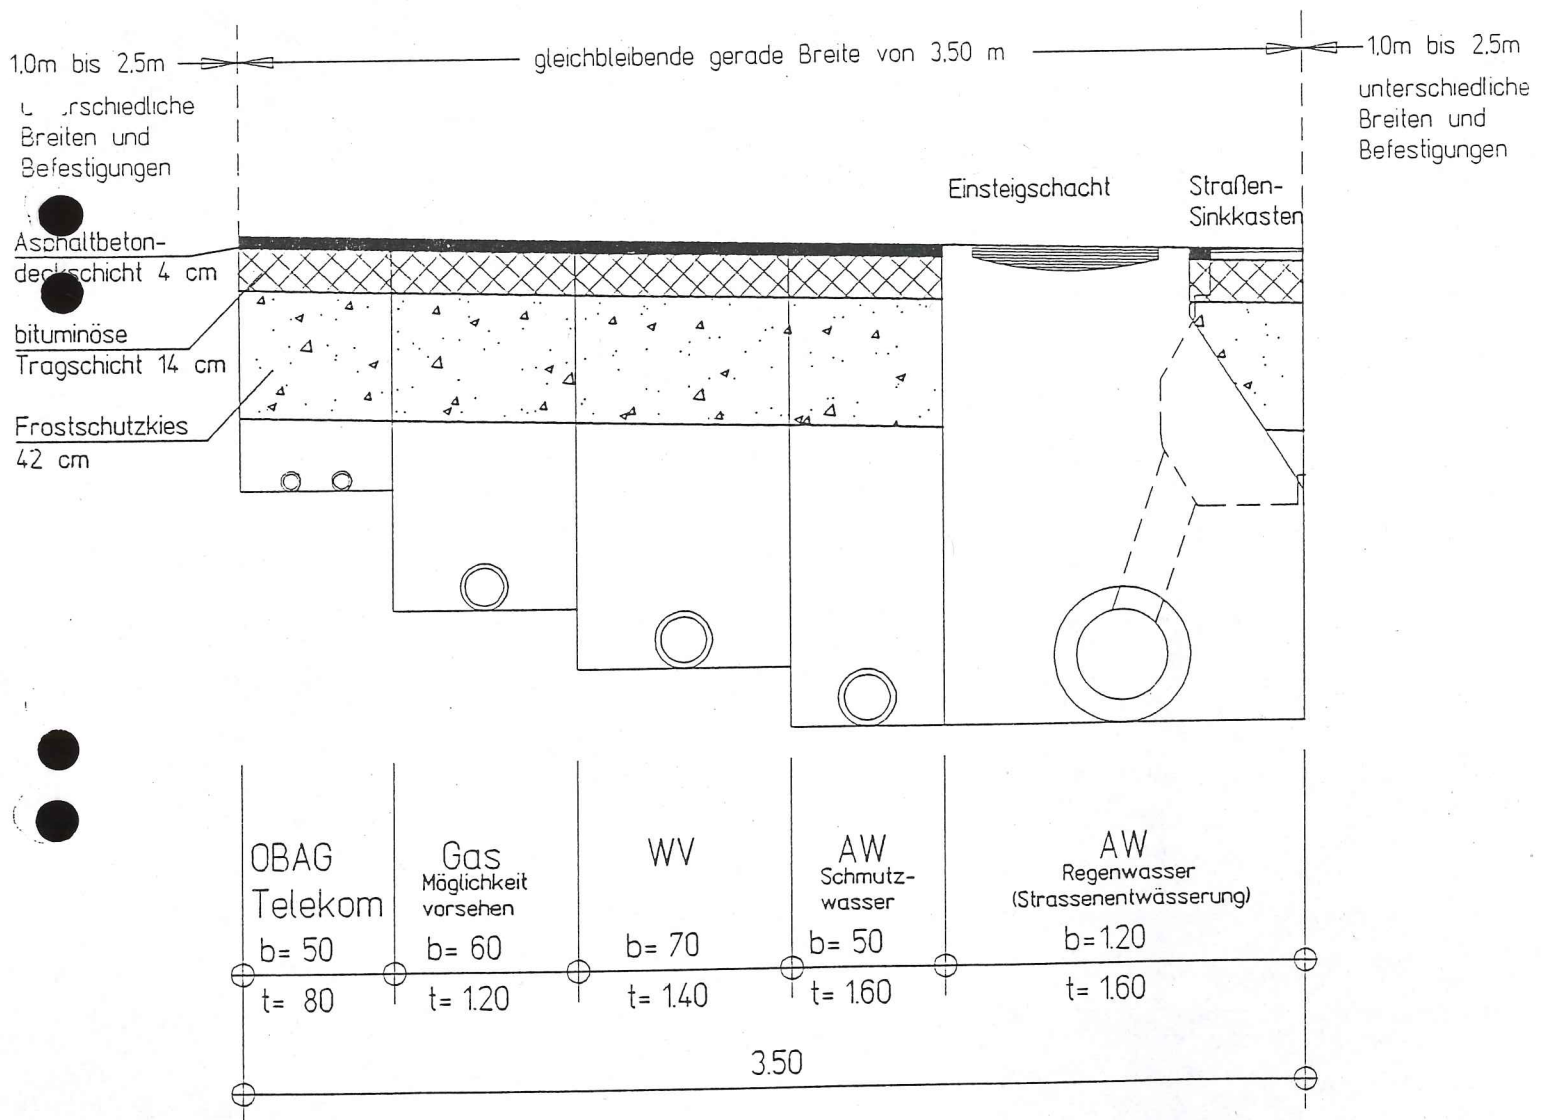 1.0m bis 2.5m
gleichbleibende gerade Breite von 3.50 m
1.0m bis 2.5m
Breiten und
Befestigungen
unterschiedliche
Breiten und
Befestigungen
Einsteigschacht
Straßen-
Sinkkasten
Asphaltbeton-
deckschicht 4 cm
bituminöse
Tragschicht 14 cm
Frostschutzkies
42 cm
OBAG
Telekom
b= 50
t= 80
Gas
Möglichkeit
vorsehen
b= 60
t= 1.20
WV
b= 70
t= 1.40
AW
Schmutz-
wasser
b= 50
t= 1.60
AW
Regenwasser
(Strassenentwässerung)
b=1.20
t= 1.60
3.50